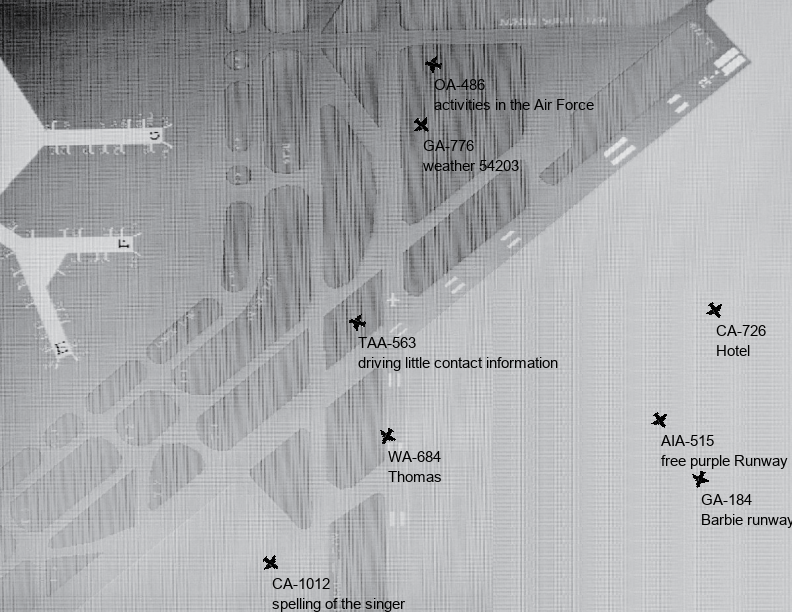 OA-486
activities in the Air Force
GA-776
weather 54203
CA-726
Hotel
TAA-563
driving little contact information
AIA-515
free purple Runway
WA-684
Thomas
GA-184
Barbie runway
CA-1012
spelling of the singer